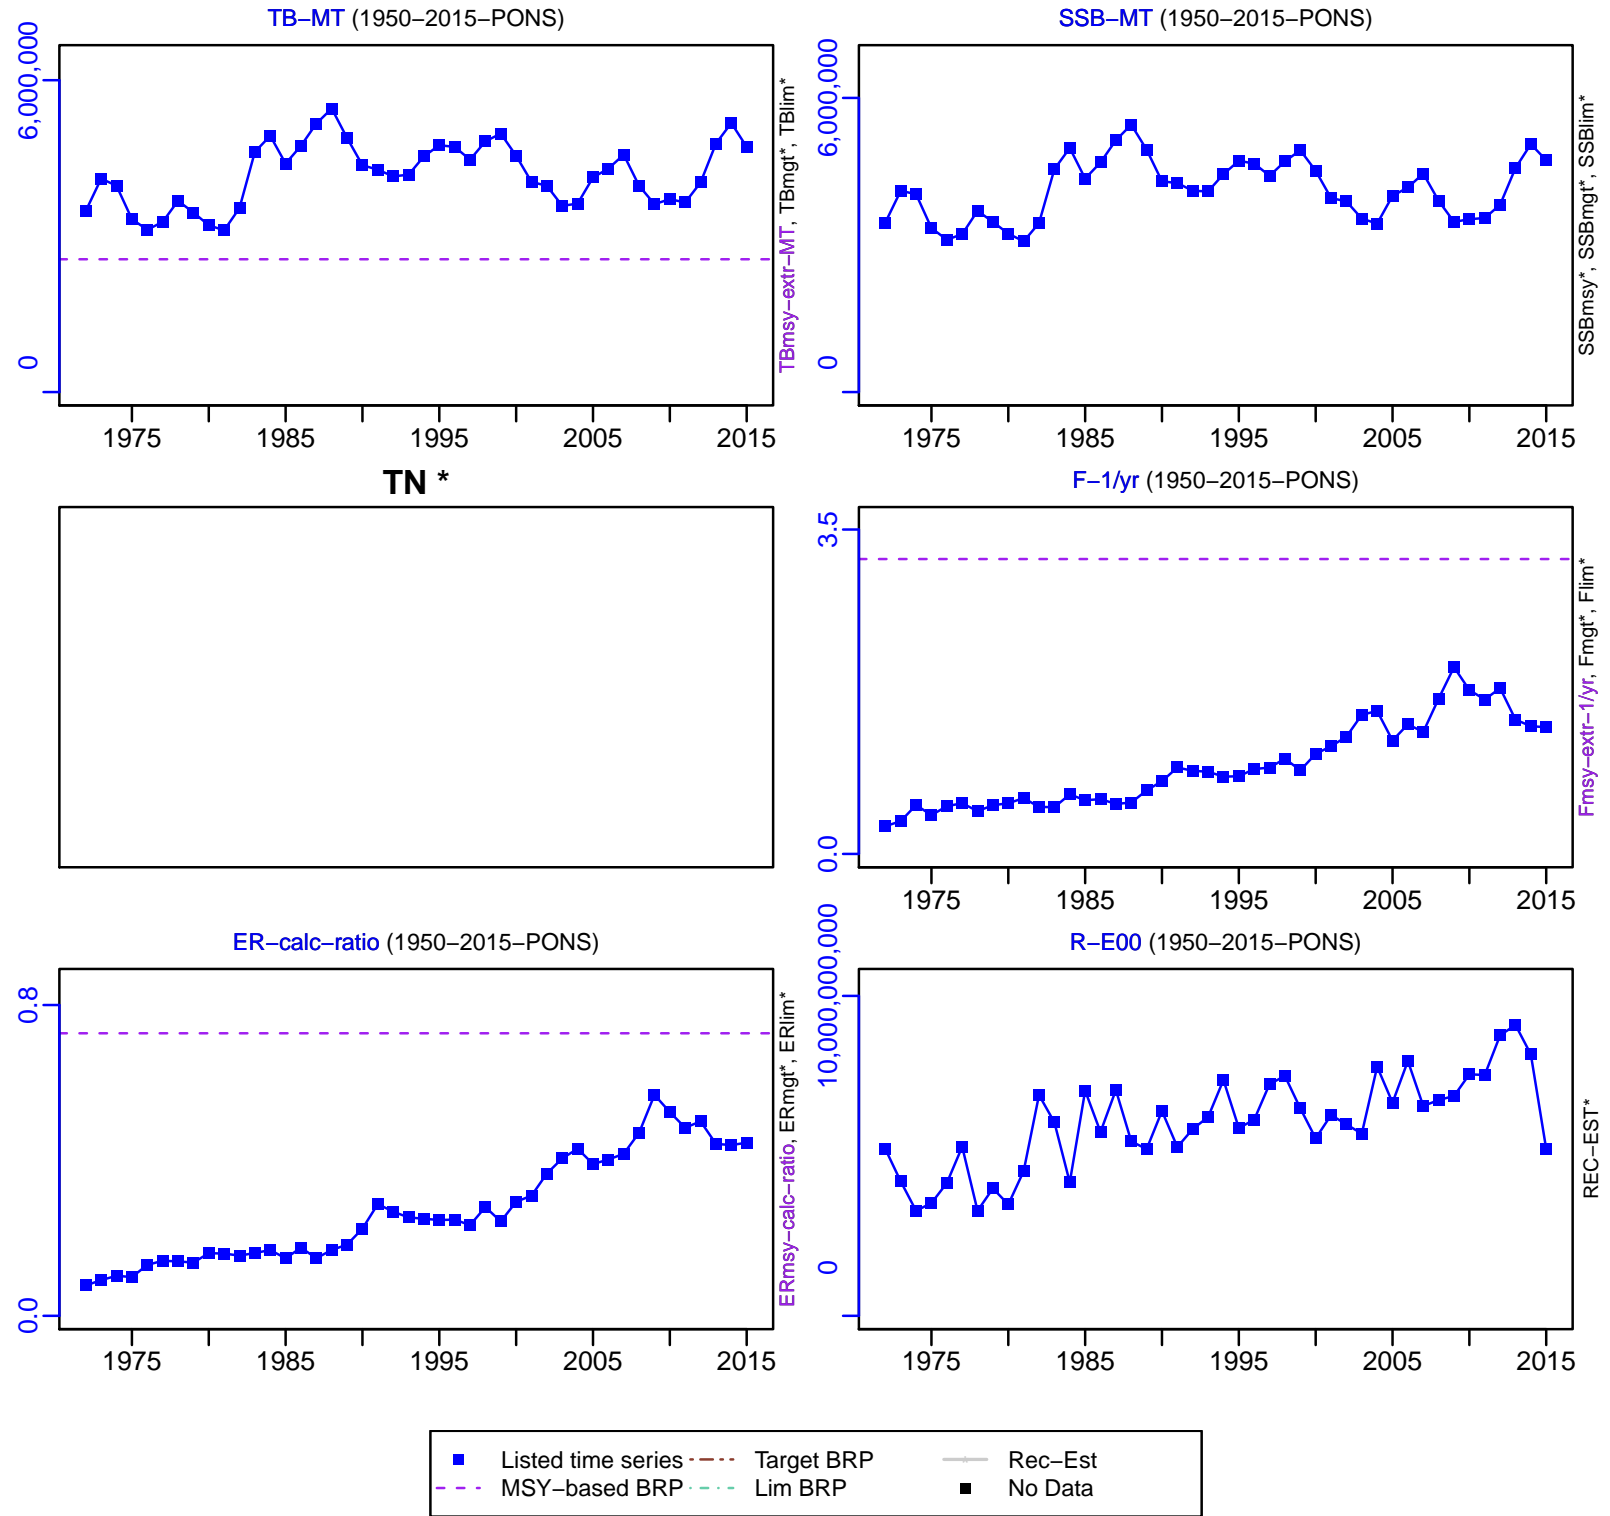 TB−MT (1950−2015−PONS)
6,000,000
0
TBmsy−extr−MT, TBmgt*, TBlim*
1975 1985 1995 2005 2015
SSB−MT (1950−2015−PONS)
6,000,000
0
SSBmsy*, SSBmgt*, SSBlim*
1975 1985 1995 2005 2015
TN *
F−1/yr (1950−2015−PONS)
3.5
0.0
Fmsy−extr−1/yr, Fmgt*, Flim*
1975 1985 1995 2005 2015
ER−calc−ratio (1950−2015−PONS)
0.8
0.0
ERmsy−calc−ratio, ERmgt*, ERlim*
1975 1985 1995 2005 2015
R−E00 (1950−2015−PONS)
10,000,000,000
0
REC−EST*
1975 1985 1995 2005 2015
Listed time series Target BRP Rec−Est
MSY−based BRP Lim BRP No Data